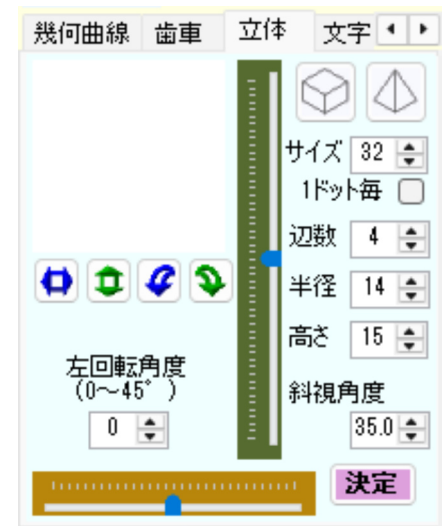 幾何曲線 歯車 立体 文字
サイズ 32
1ドット毎
辺数 4
半径 14
高さ 15
左回転角度
(0～45°)
0
斜視角度
35.0
決定